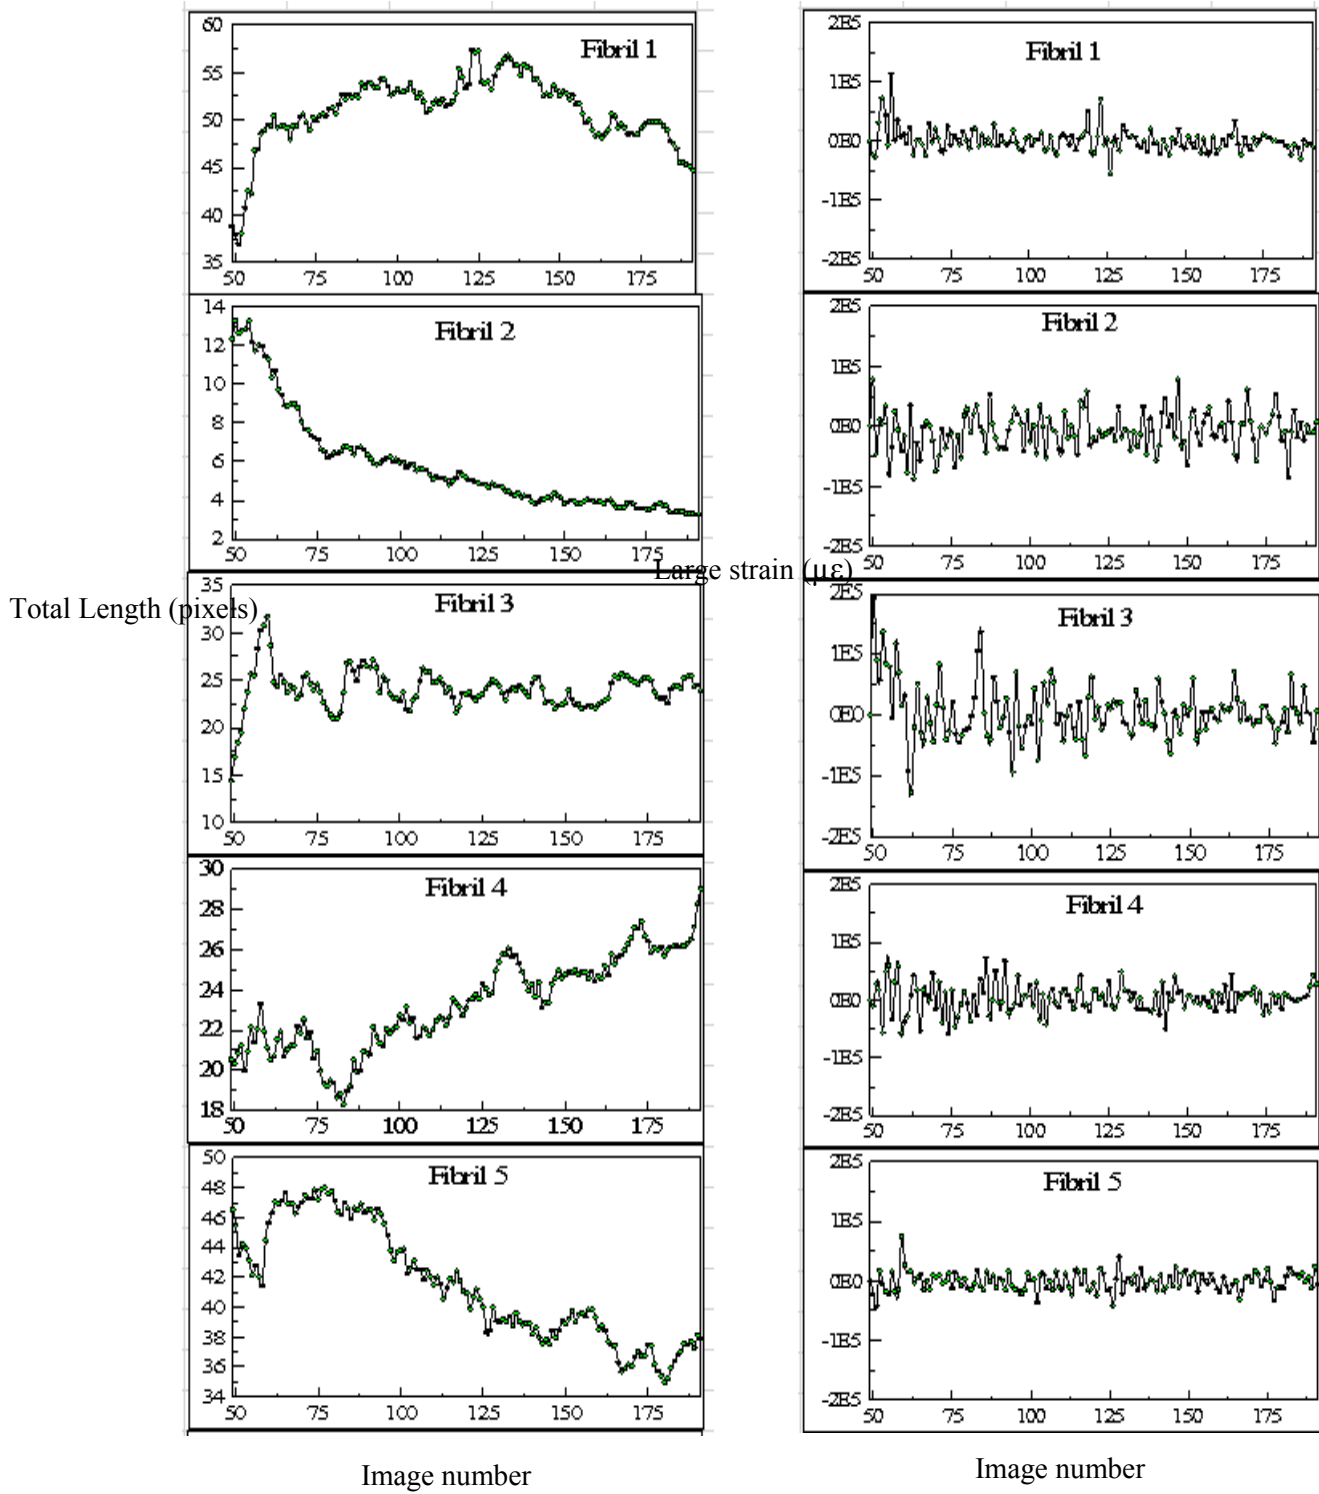 60
55
50
45
40
35
Fibril 1
50 75 100 125 150 175
14
12
10
8
6
4
2
Fibril 2
50 75 100 125 150 175
Total Length (pixels)
35
30
25
20
15
10
Fibril 3
50 75 100 125 150 175
30
28
26
24
22
20
18
Fibril 4
50 75 100 125 150 175
50
48
46
44
42
40
38
36
34
Fibril 5
50 75 100 125 150 175
Image number
2E5
1E5
0E0
-1E5
-2E5
Fibril 1
50 75 100 125 150 175
2E5
1E5
0E0
-1E5
-2E5
Fibril 2
50 75 100 125 150 175
Large strain (με)
2E5
1E5
0E0
-1E5
-2E5
Fibril 3
50 75 100 125 150 175
2E5
1E5
0E0
-1E5
-2E5
Fibril 4
50 75 100 125 150 175
2E5
1E5
0E0
-1E5
-2E5
Fibril 5
50 75 100 125 150 175
Image number